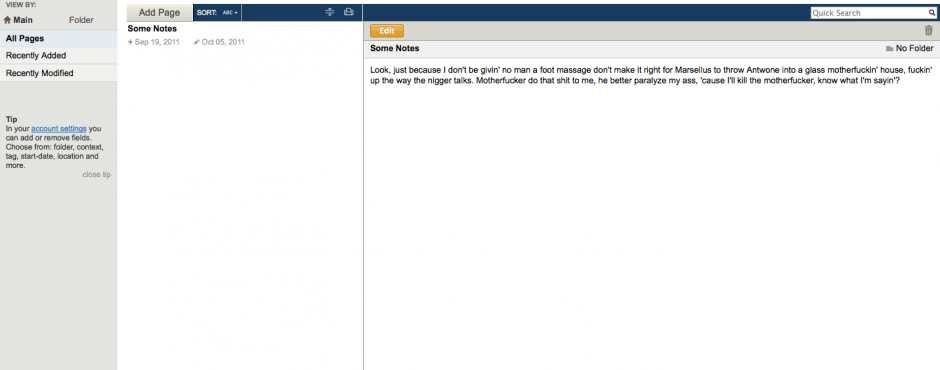 VIEW BY:
Main Folder
All Pages
Recently Added
Recently Modified
Tip
In your account settings you
can add or remove fields.
Choose from: folder, context,
tag, start-date, location and
more.
close tip
Add Page SORT: ABC
Some Notes
Sep 19, 2011 Oct 05, 2011
Quick Search
Edit
Some Notes No Folder
Look, just because I don't be givin' no man a foot massage don't make it right for Marsellus to throw Antwone into a glass motherfuckin' house, fuckin'
up the way the nigger talks. Motherfucker do that shit to me, he better paralyze my ass, 'cause I'll kill the motherfucker, know what I'm sayin'?